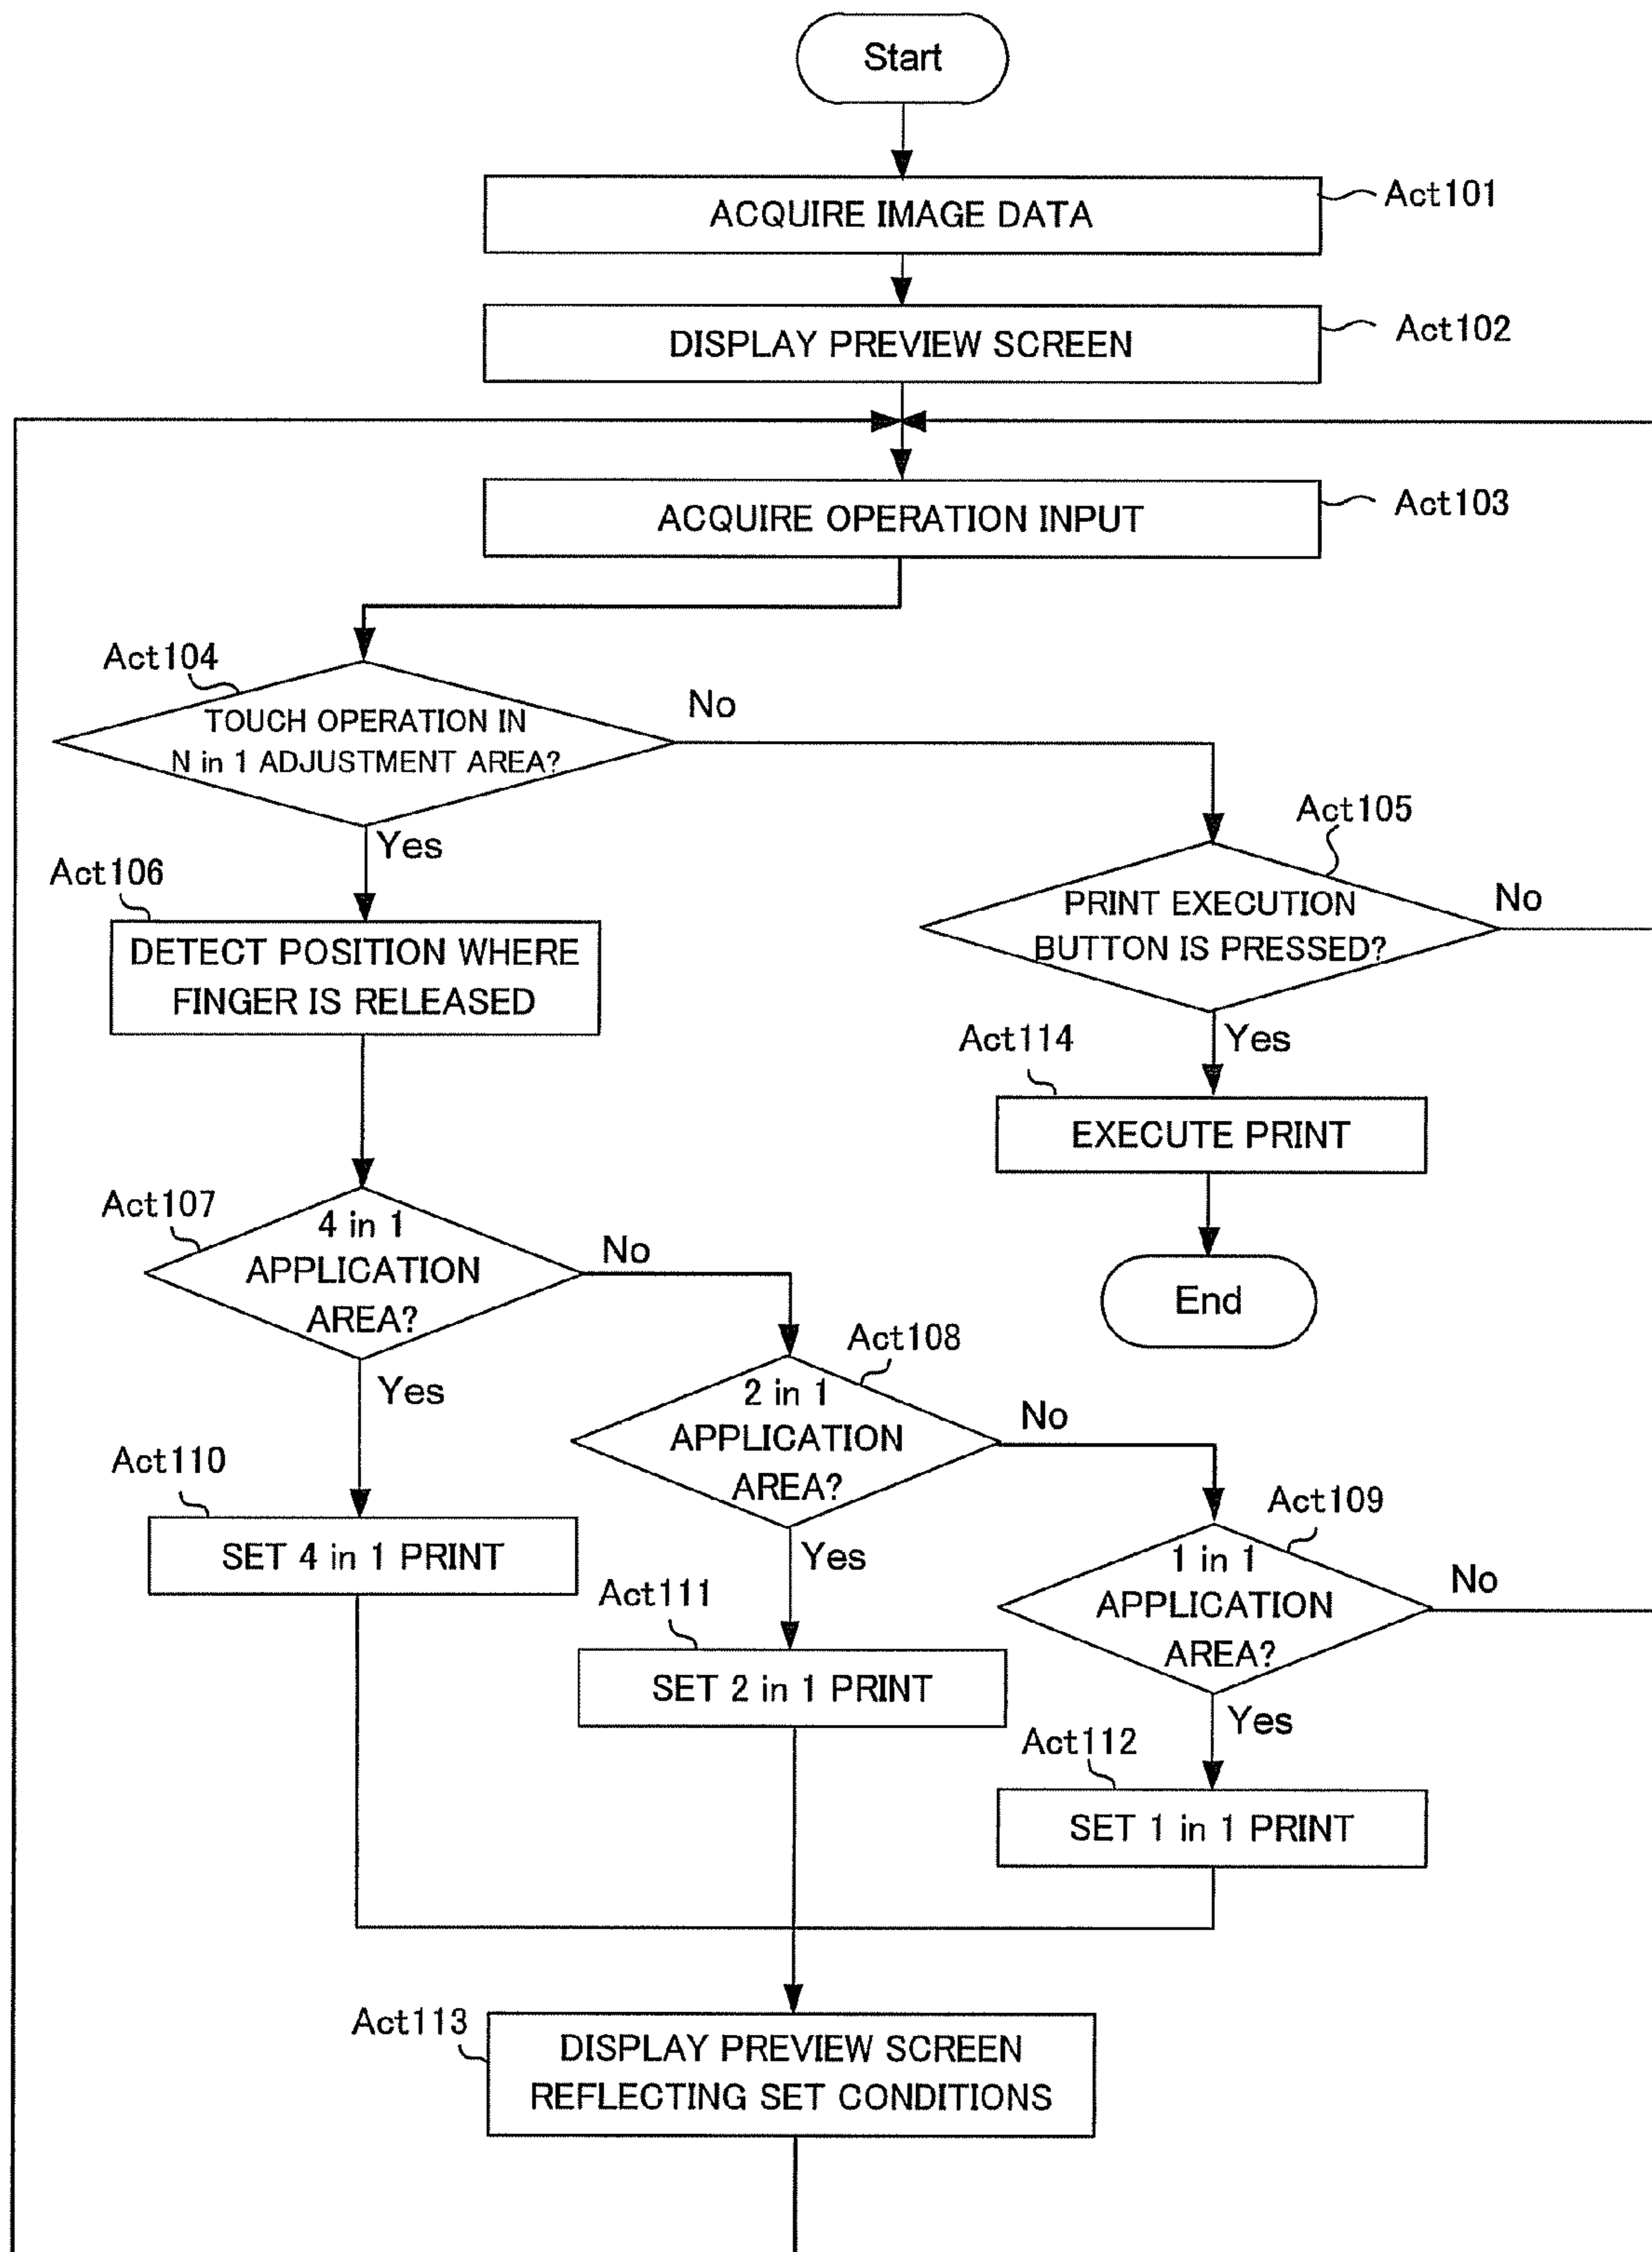 Start
ACQUIRE IMAGE DATA
Act101
DISPLAY PREVIEW SCREEN
Act102
ACQUIRE OPERATION INPUT
Act103
Act104
TOUCH OPERATION IN
N in 1 ADJUSTMENT AREA?
No
Yes
Act105
PRINT EXECUTION
BUTTON IS PRESSED?
No
Yes
Act106
DETECT POSITION WHERE
FINGER IS RELEASED
Act114
EXECUTE PRINT
End
Act107
4 in 1
APPLICATION
AREA?
No
Yes
Act108
2 in 1
APPLICATION
AREA?
No
Yes
Act109
1 in 1
APPLICATION
AREA?
No
Yes
Act110
SET 4 in 1 PRINT
Act111
SET 2 in 1 PRINT
Act112
SET 1 in 1 PRINT
Act113
DISPLAY PREVIEW SCREEN
REFLECTING SET CONDITIONS